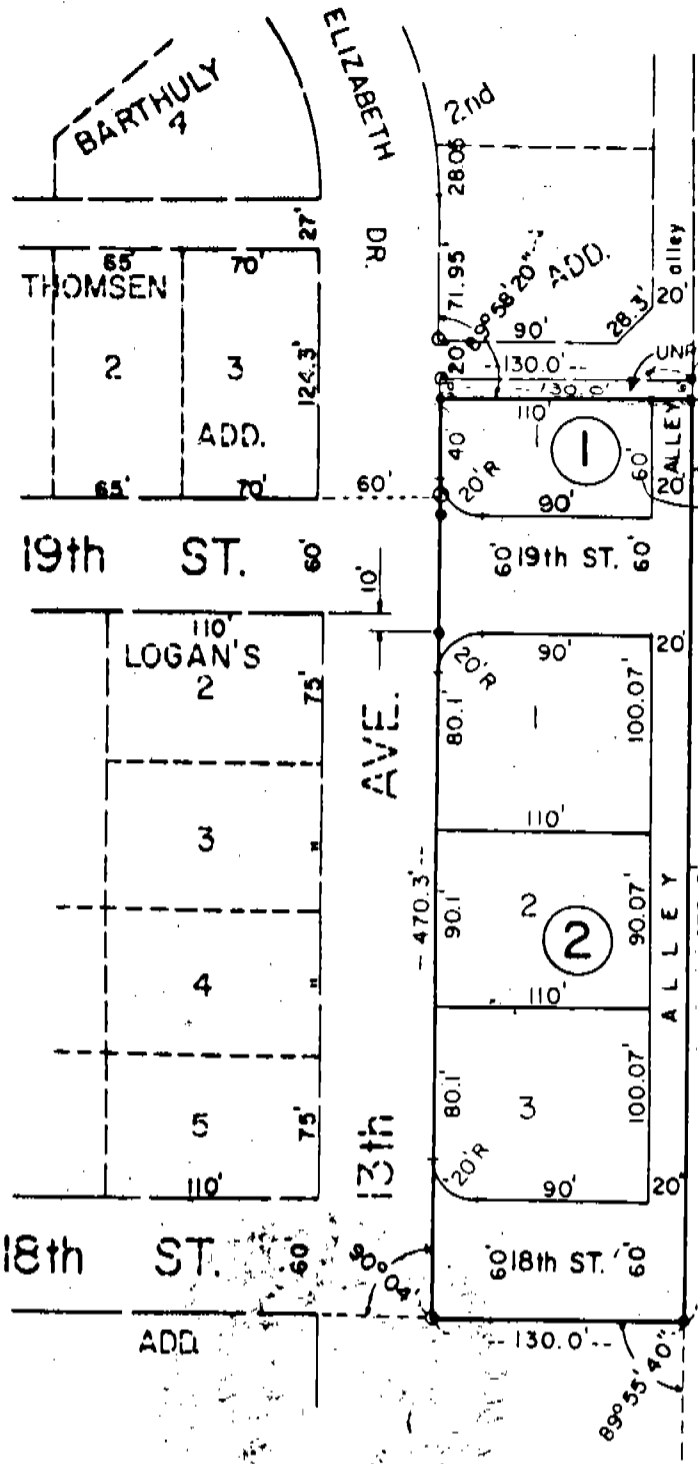 ELIZABETH
DR.
BARTHULY
4
2nd
28.06
27'
65' 70'
THOMSEN
2 3
124.3'
ADD.
65' 70'
60'
71.95'
89° 58' 20"
ADD.
alley
20'
28.3'
90'
20'
130.0'
130.0'
110'
1
40
60'
ALLEY
20'
20'R
90'
1
19th ST.
60'
10'
60' 19th ST. 60'
110'
LOGAN'S
2
75'
3
"
4
"
5
75'
110'
AVE.
13th
470.3'
20'R
90'
20'
80.1'
1
100.07'
110'
90.1'
2
90.07'
2
110'
ALLEY
80.1'
3
100.07'
20'R
90'
20'
18th ST.
60'
90° 04'
60' 18th ST. 60'
ADD.
130.0'
89° 55' 40"